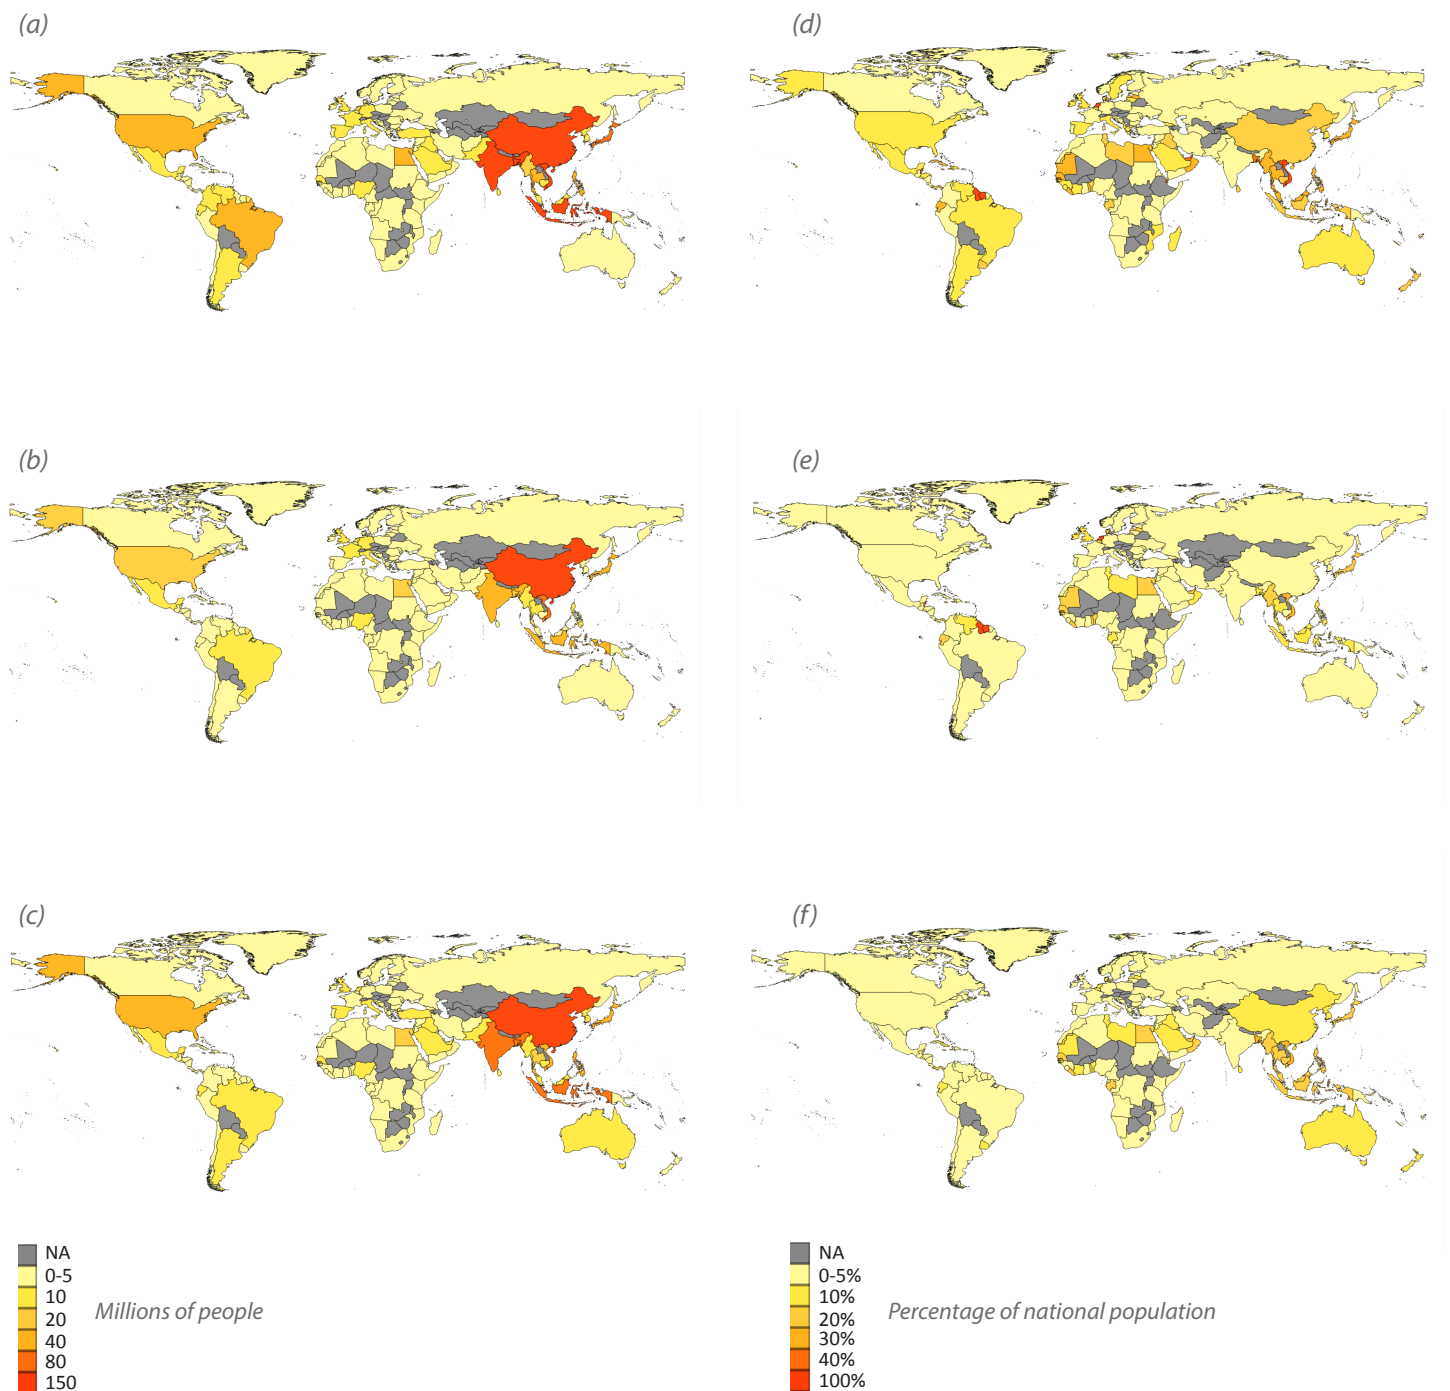 (a)
(d)
(b)
(e)
(c)
(f)
NA
0-5
10
20
40
80
150
Millions of people
NA
0-5%
10%
20%
30%
40%
100%
Percentage of national population